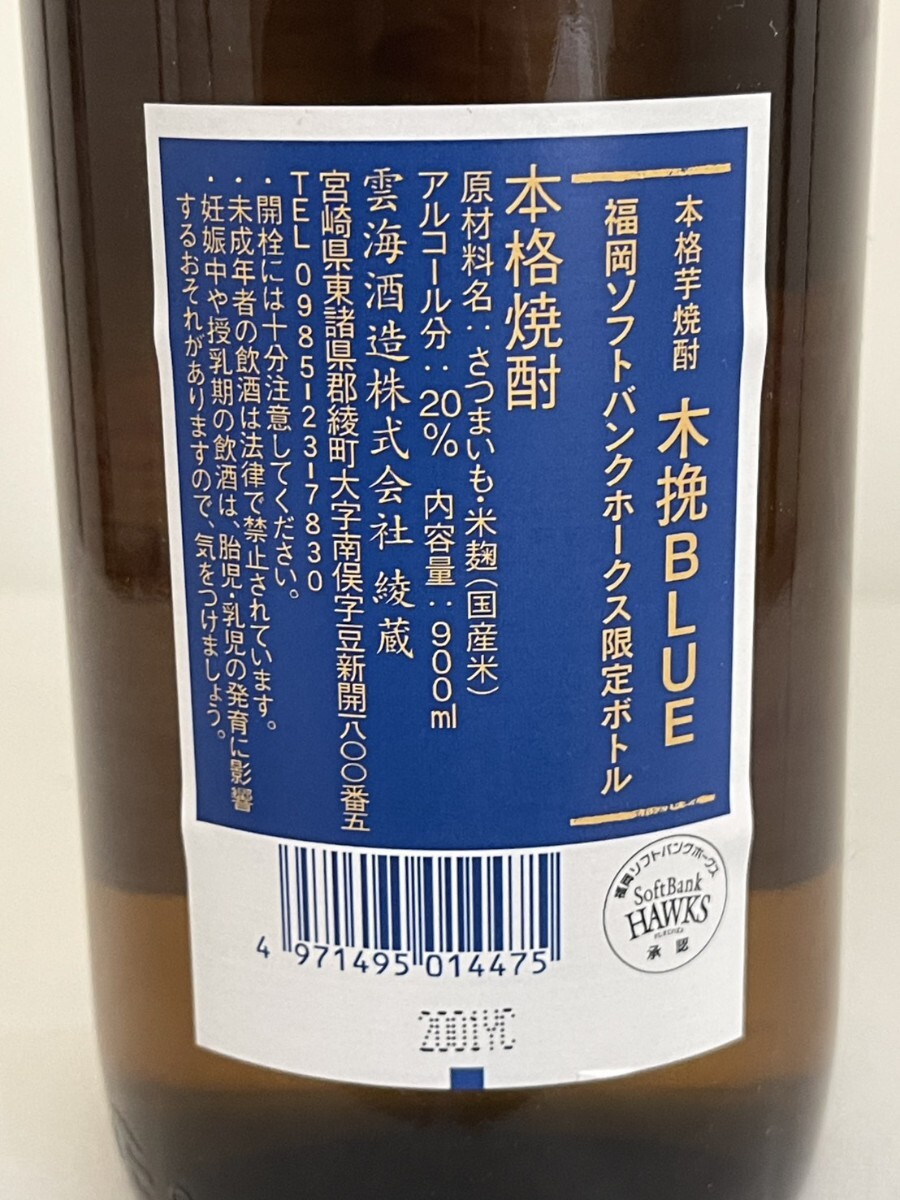 本格芋焼酎 木挽BLUE
福岡ソフトバンクホークス限定ボトル
本格焼酎
原材料名：さつまいも・米麹（国産米）
アルコール分：20% 内容量：900ml
雲海酒造株式会社 綾蔵
宮崎県東諸県郡綾町大字南俣字豆新開一八〇〇番五
TEL 0985-23-7830
・開栓には十分注意してください。
・未成年者の飲酒は法律で禁止されています。
・妊娠中や授乳期の飲酒は、胎児・乳児の発育に影響
するおそれがありますので、気をつけましょう。
福岡ソフトバンクホークス
SoftBank
HAWKS
承認
4 971495 014475
2001YC